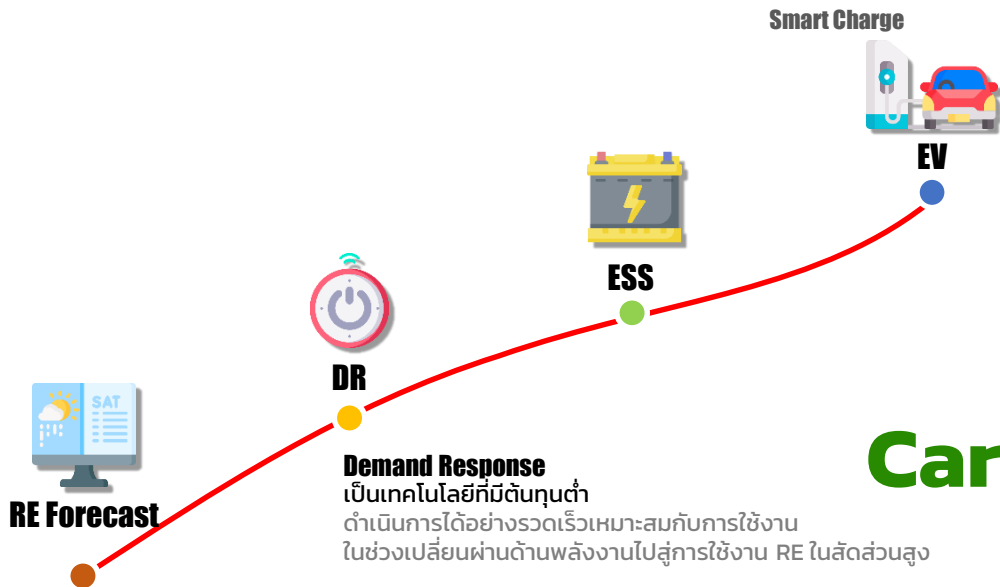 Smart Charge
EV
ESS
DR
SAT
RE Forecast
Demand Response
เป็นเทคโนโลยีที่มีต้นทุนต่ำ
ดำเนินการได้อย่างรวดเร็วเหมาะสมกับการใช้งาน
ในช่วงเปลี่ยนผ่านด้านพลังงานไปสู่การใช้งาน RE ในสัดส่วนสูง
Car